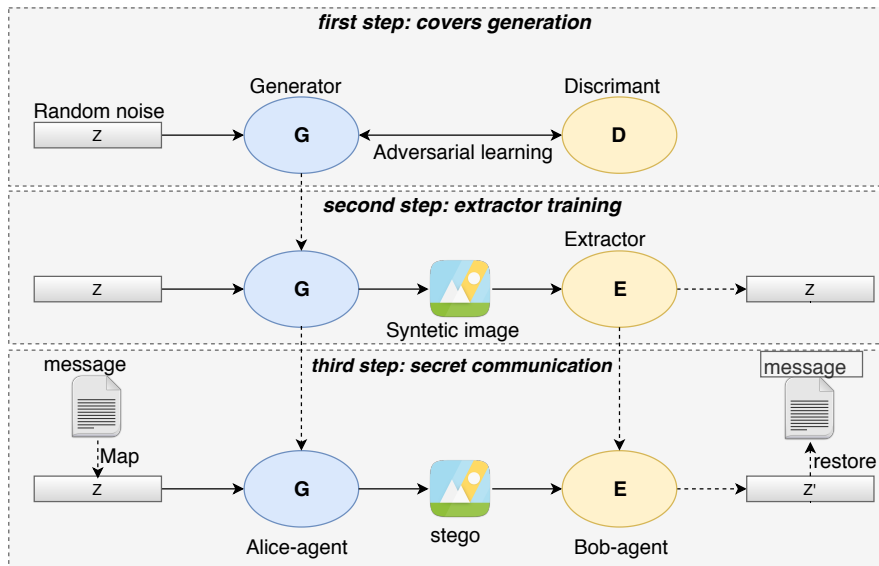 first step: covers generation
Generator
Discrimant
Random noise
Z
G
D
Adversarial learning
second step: extractor training
Extractor
Z
G
E
Z
Syntetic image
third step: secret communication
message
message
Map
restore
Z
G
E
Z'
Alice-agent
stego
Bob-agent